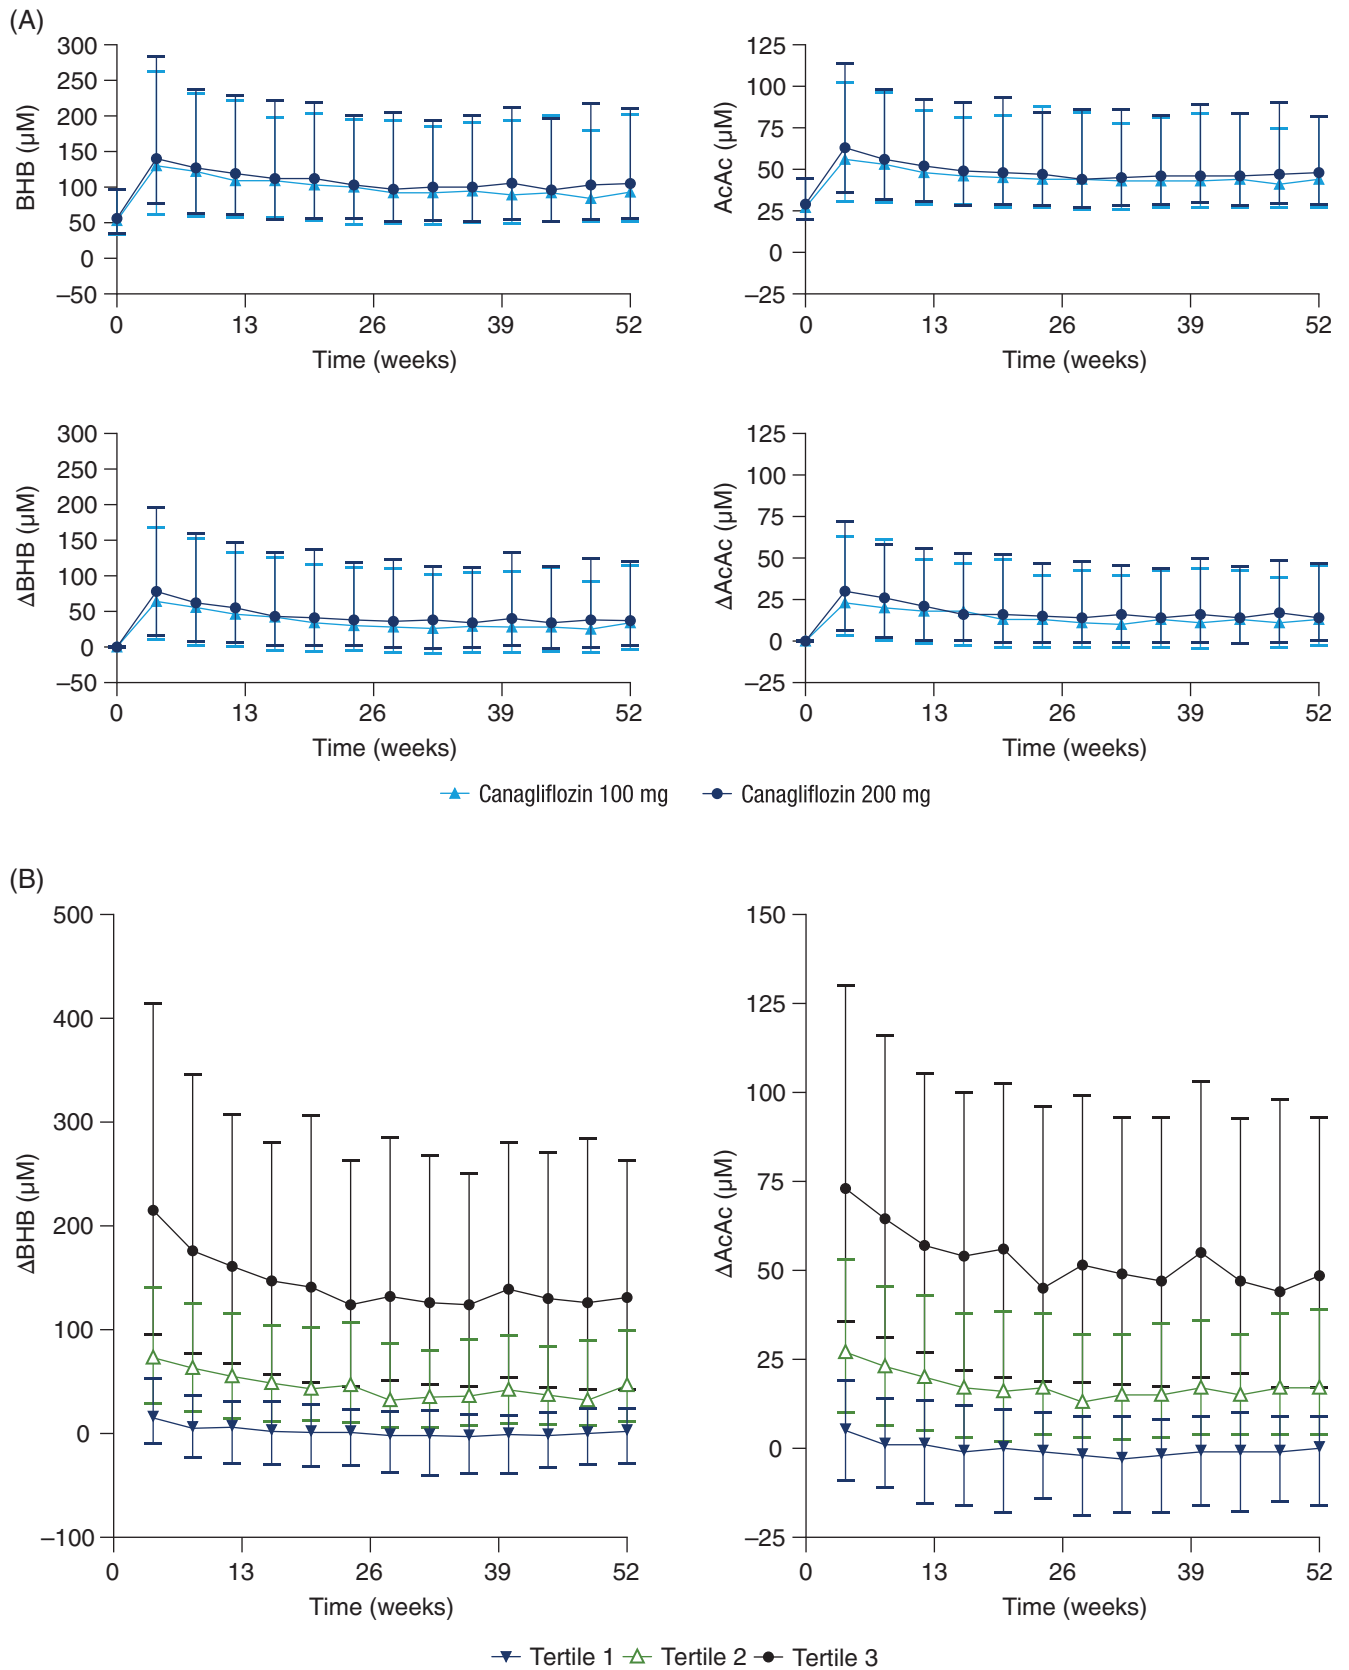 (A)
300
250
200
150
100
50
0
–50
BHB (µM)
0 13 26 39 52
Time (weeks)
125
100
75
50
25
0
–25
AcAc (µM)
0 13 26 39 52
Time (weeks)
300
250
200
150
100
50
0
–50
ΔBHB (µM)
0 13 26 39 52
Time (weeks)
125
100
75
50
25
0
–25
ΔAcAc (µM)
0 13 26 39 52
Time (weeks)
Canagliflozin 100 mg Canagliflozin 200 mg
(B)
500
400
300
200
100
0
–100
ΔBHB (µM)
0 13 26 39 52
Time (weeks)
150
125
100
75
50
25
0
–25
ΔAcAc (µM)
0 13 26 39 52
Time (weeks)
Tertile 1 Tertile 2 Tertile 3